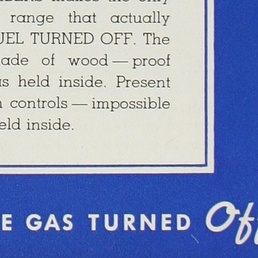 makes the only
range that actually
UEL TURNED OFF. The
ade of wood—proof
s held inside. Present
n controls—impossible
eld inside.
E GAS TURNED Off